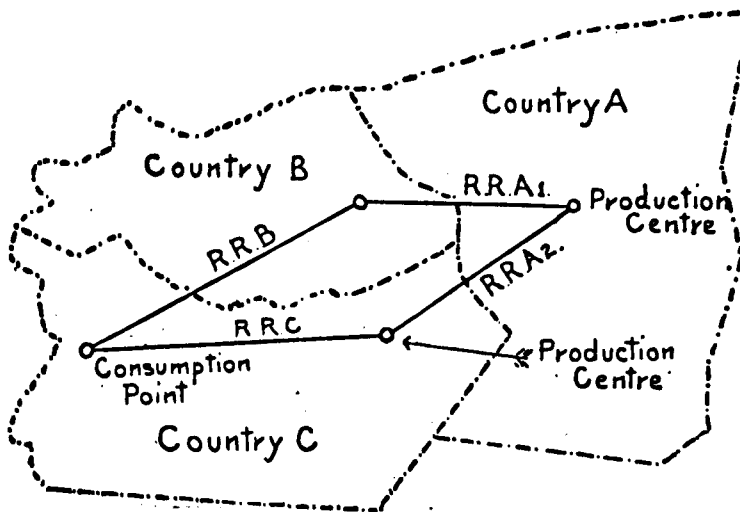 Country A
Country B
R.R.A1.
Production
Centre
R.R.B
R.R.A2.
R.R.C
Production
Centre
Consumption
Point
Country C